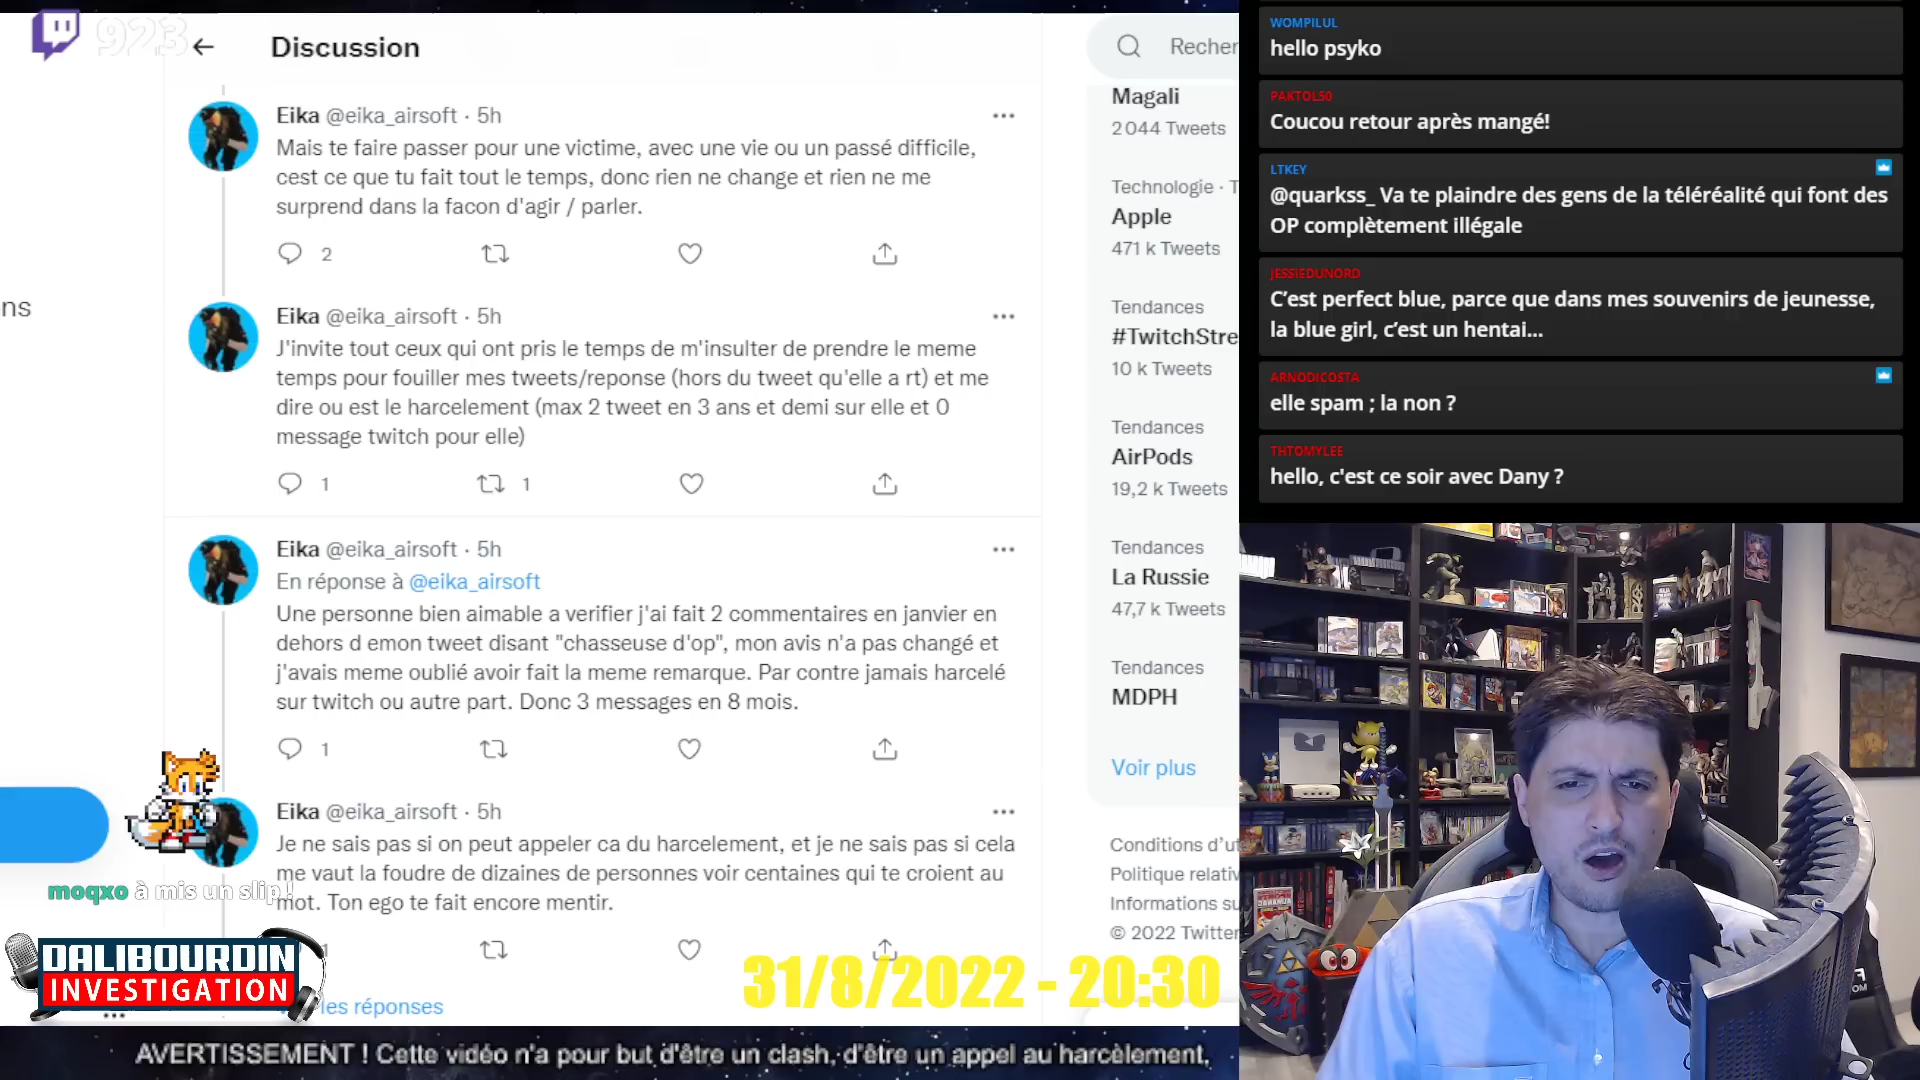 923
Discussion
Eika @eika_airsoft · 5h
Mais te faire passer pour une victime, avec une vie ou un passé difficile,
cest ce que tu fait tout le temps, donc rien ne change et rien ne me
surprend dans la facon d'agir / parler.
2
Eika @eika_airsoft · 5h
J'invite tout ceux qui ont pris le temps de m'insulter de prendre le meme
temps pour fouiller mes tweets/reponse (hors du tweet qu'elle a rt) et me
dire ou est le harcelement (max 2 tweet en 3 ans et demi sur elle et 0
message twitch pour elle)
1 1
Eika @eika_airsoft · 5h
En réponse à @eika_airsoft
Une personne bien aimable a verifier j'ai fait 2 commentaires en janvier en
dehors d emon tweet disant "chasseuse d'op", mon avis n'a pas changé et
j'avais meme oublié avoir fait la meme remarque. Par contre jamais harcelé
sur twitch ou autre part. Donc 3 messages en 8 mois.
1
Eika @eika_airsoft · 5h
Je ne sais pas si on peut appeler ca du harcelement, et je ne sais pas si cela
me vaut la foudre de dizaines de personnes voir centaines qui te croient au
mot. Ton ego te fait encore mentir.
1
les réponses
ns
moqxo à mis un slip !
DALIBOURDIN
INVESTIGATION
31/8/2022 - 20:30
AVERTISSEMENT ! Cette vidéo n'a pour but d'être un clash, d'être un appel au harcèlement,
Recher
Magali
2 044 Tweets
Technologie · T
Apple
471 k Tweets
Tendances
#TwitchStre
10 k Tweets
Tendances
AirPods
19,2 k Tweets
Tendances
La Russie
47,7 k Tweets
Tendances
MDPH
Voir plus
Conditions d'ut
Politique relativ
Informations su
© 2022 Twitter
WOMPILUL
hello psyko
PAKTOL50
Coucou retour après mangé!
LTKEY
@quarkss_ Va te plaindre des gens de la téléréalité qui font des
OP complètement illégale
JESSIEDUNORD
C'est perfect blue, parce que dans mes souvenirs de jeunesse,
la blue girl, c'est un hentai...
ARNODICOSTA
elle spam ; la non ?
THTOMYLEE
hello, c'est ce soir avec Dany ?